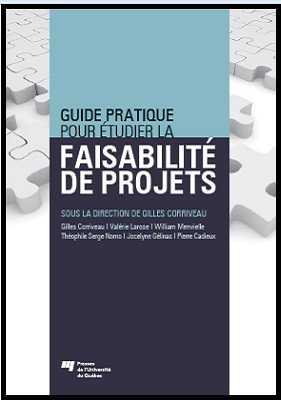 GUIDE PRATIQUE
POUR ÉTUDIER LA
FAISABILITÉ
DE PROJETS
SOUS LA DIRECTION DE GILLES CORRIVEAU
Gilles Corriveau | Valérie Larose | William Menvielle
Théophile Serge Nomo | Jocelyne Gélinas | Pierre Cadieux
Presses
de l'Université
du Québec